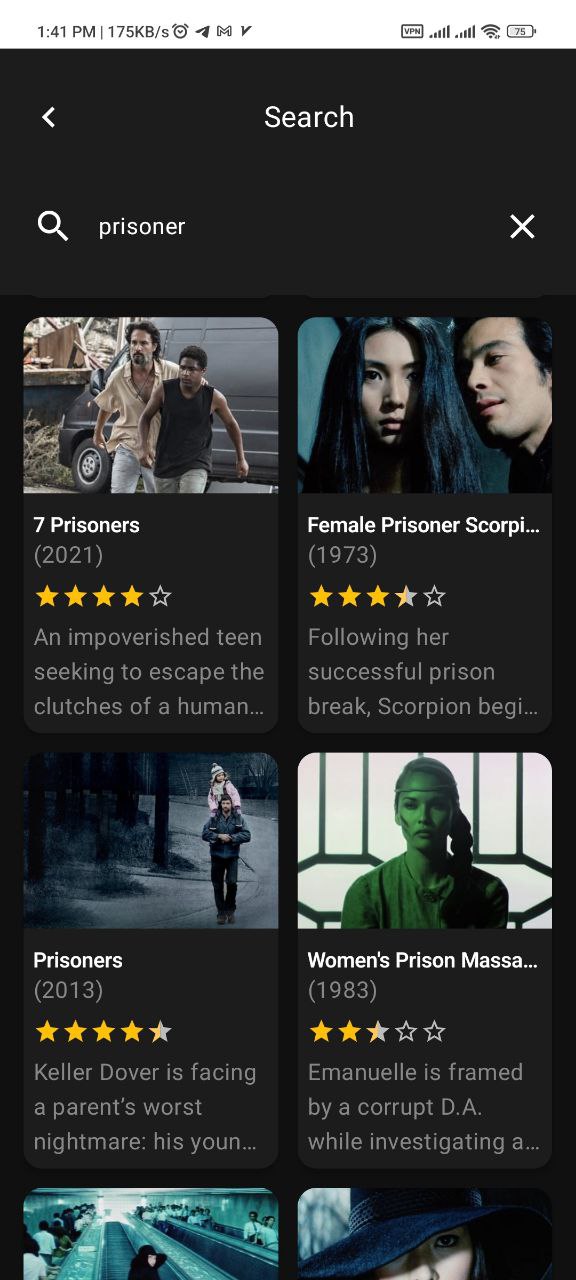 1:41 PM | 175KB/s
VPN
75
Search
prisoner
7 Prisoners
(2021)
An impoverished teen
seeking to escape the
clutches of a human…
Female Prisoner Scorpi…
(1973)
Following her
successful prison
break, Scorpion begi…
Prisoners
(2013)
Keller Dover is facing
a parent’s worst
nightmare: his youn…
Women's Prison Massa…
(1983)
Emanuelle is framed
by a corrupt D.A.
while investigating a…